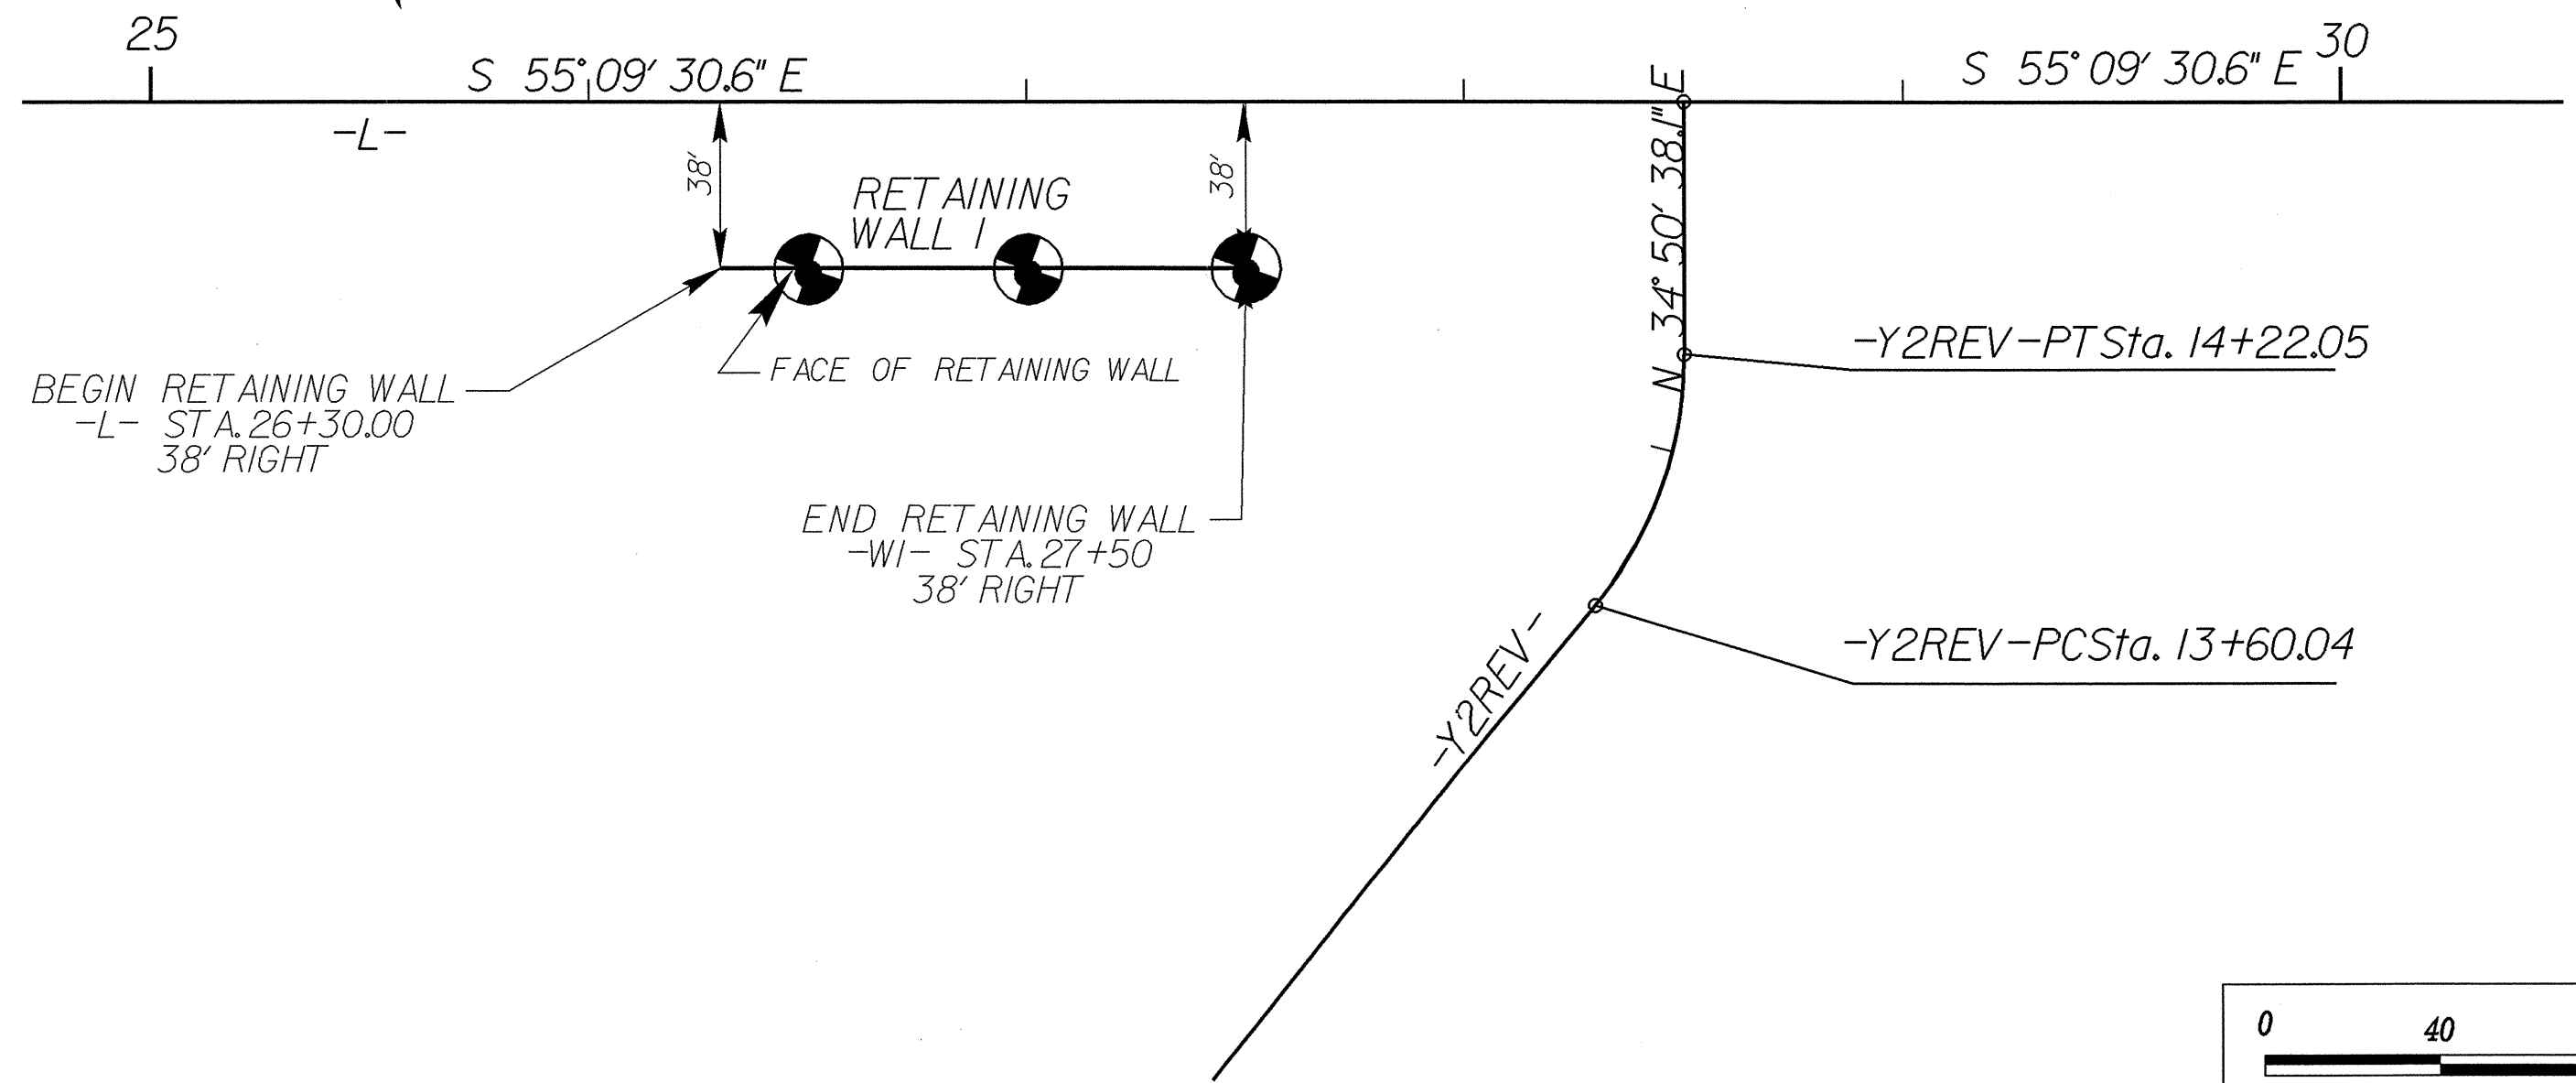 25
30
S 55° 09' 30.6" E
S 55° 09' 30.6" E
-L-
38'
38'
RETAINING
WALL 1
N 34° 50' 38.1" E
FACE OF RETAINING WALL
BEGIN RETAINING WALL
-L- STA. 26+30.00
38' RIGHT
-Y2REV- PT Sta. 14+22.05
END RETAINING WALL
-W1- STA. 27+50
38' RIGHT
-Y2REV- PC Sta. 13+60.04
-Y2REV-
0 40